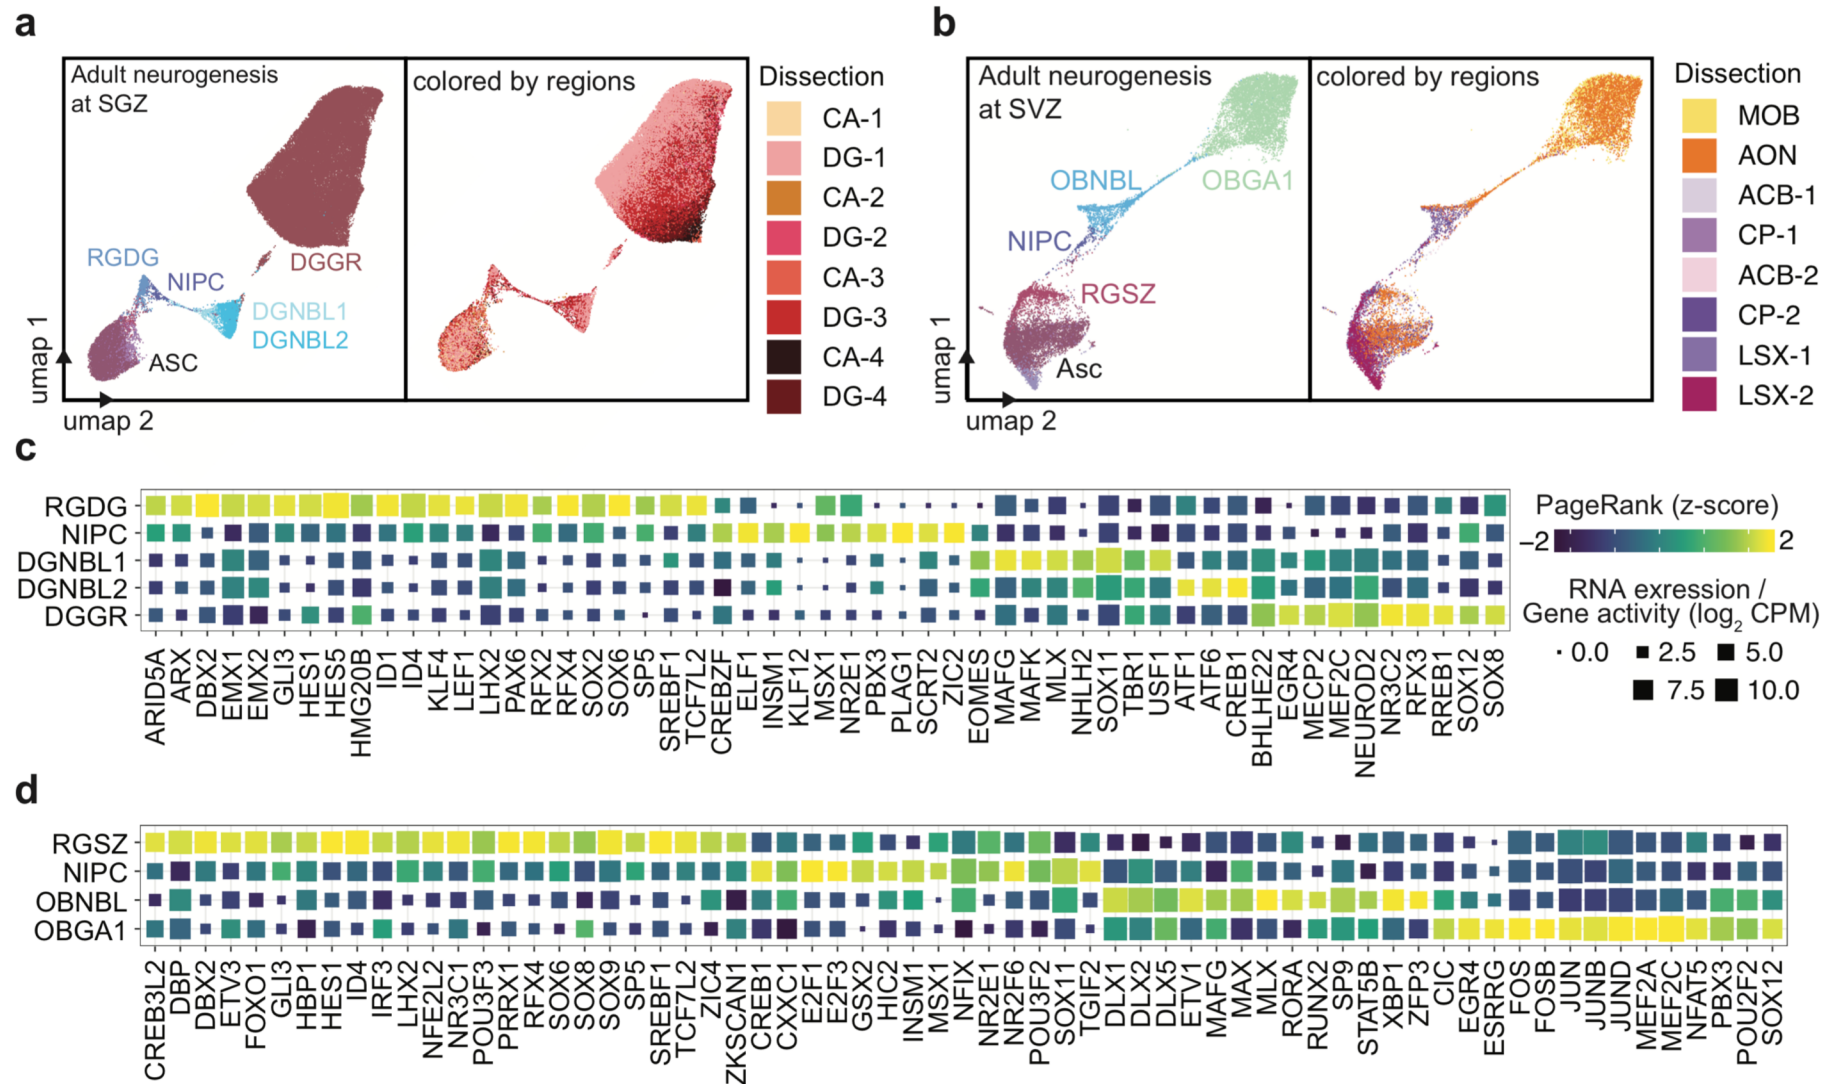 a
Adult neurogenesis
at SGZ
RGDG
NIPC
DGGR
DGNBL1
DGNBL2
ASC
umap 1
umap 2
colored by regions
Dissection
CA-1
DG-1
CA-2
DG-2
CA-3
DG-3
CA-4
DG-4
b
Adult neurogenesis
at SVZ
OBNBL
OBGA1
NIPC
RGSZ
Asc
umap 1
umap 2
colored by regions
Dissection
MOB
AON
ACB-1
CP-1
ACB-2
CP-2
LSX-1
LSX-2
c
RGDG
NIPC
DGNBL1
DGNBL2
DGGR
ARID5A
ARX
DBX2
EMX1
EMX2
GLI3
HES1
HES5
HMG20B
ID1
ID4
KLF4
LEF1
LHX2
PAX6
RFX2
RFX4
SOX2
SOX6
SP5
SREBF1
TCF7L2
CREBZF
ELF1
INSM1
KLF12
MSX1
NR2E1
PBX3
PLAG1
SCRT2
ZIC2
EOMES
MAFG
MAFK
MLX
NHLH2
SOX11
TBR1
USF1
ATF1
ATF6
CREB1
BHLHE22
EGR4
MECP2
MEF2C
NEUROD2
NR3C2
RFX3
RREB1
SOX12
SOX8
PageRank (z-score)
−2 2
RNA exression /
Gene activity (log2 CPM)
0.0 2.5 5.0
7.5 10.0
d
RGSZ
NIPC
OBNBL
OBGA1
CREB3L2
DBP
DBX2
ETV3
FOXO1
GLI3
HBP1
HES1
ID4
IRF3
LHX2
NFE2L2
NR3C1
POU3F3
PRRX1
RFX4
SOX6
SOX8
SOX9
SP5
SREBF1
TCF7L2
ZIC4
ZKSCAN1
CREB1
CXXC1
E2F1
E2F3
GSX2
HIC2
INSM1
MSX1
NFIX
NR2E1
NR2F6
POU3F2
SOX11
TGIF2
DLX1
DLX2
DLX5
ETV1
MAFG
MAX
MLX
RORA
RUNX2
SP9
STAT5B
XBP1
ZFP3
CIC
EGR4
ESRRG
FOS
FOSB
JUN
JUNB
JUND
MEF2A
MEF2C
NFAT5
PBX3
POU2F2
SOX12